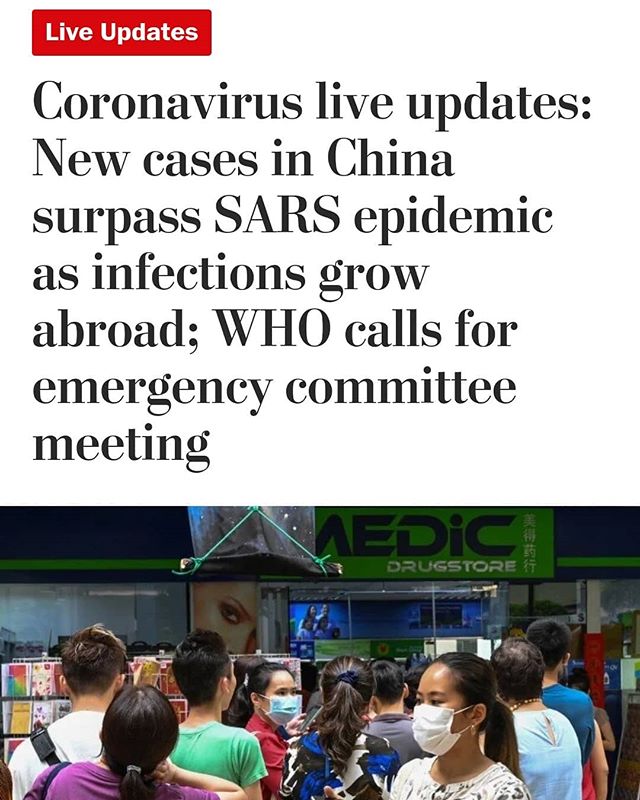 Live Updates
Coronavirus live updates:
New cases in China
surpass SARS epidemic
as infections grow
abroad; WHO calls for
emergency committee
meeting
AEDiC
DRUGSTORE
美得药行